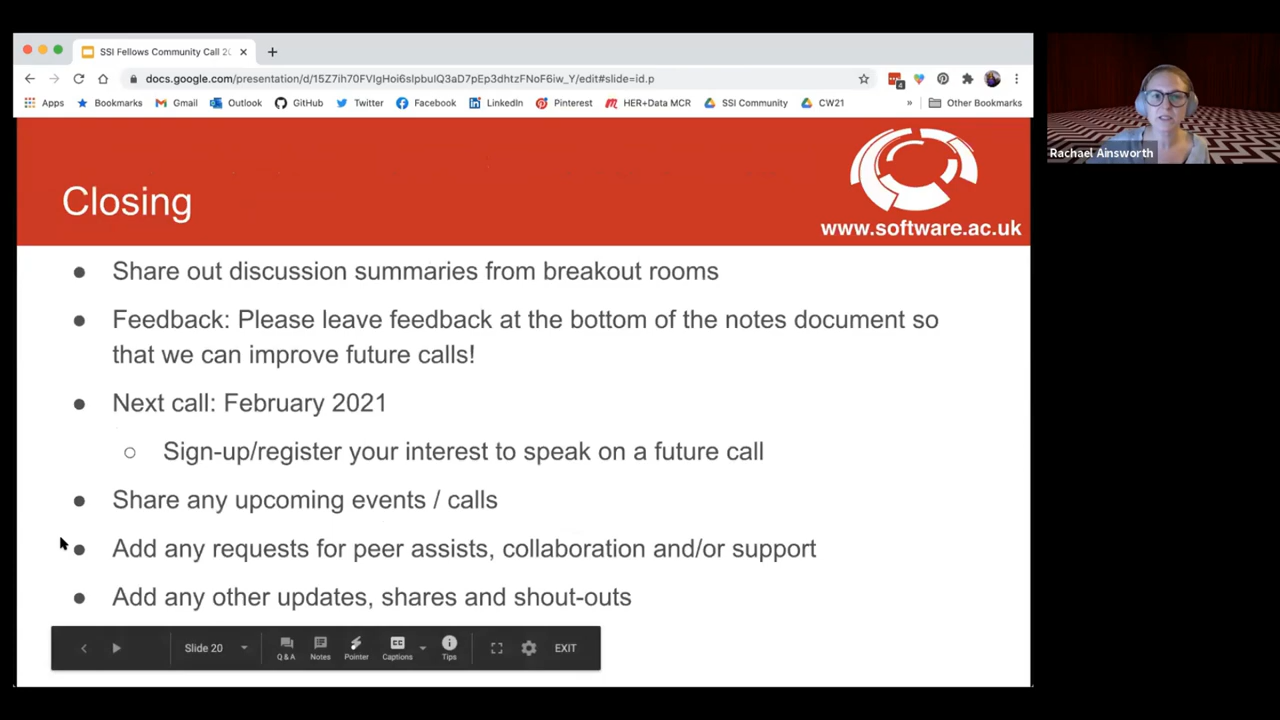 SSI Fellows Community Call 20
docs.google.com/presentation/d/15Z7ih70FVIgHoi6slpbulQ3aD7pEp3dhtzFNoF6iw_Y/edit#slide=id.p
Apps Bookmarks Gmail Outlook GitHub Twitter Facebook LinkedIn Pinterest HER+Data MCR SSI Community CW21 » Other Bookmarks
4
Closing
www.software.ac.uk
Rachael Ainsworth
● Share out discussion summaries from breakout rooms
● Feedback: Please leave feedback at the bottom of the notes document so
that we can improve future calls!
● Next call: February 2021
○ Sign-up/register your interest to speak on a future call
● Share any upcoming events / calls
● Add any requests for peer assists, collaboration and/or support
● Add any other updates, shares and shout-outs
Slide 20 Q & A Notes Pointer CC Captions Tips EXIT